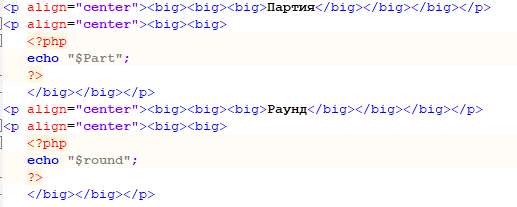 <p align="center"><big><big><big>Партия</big></big></big></p>
<p align="center"><big><big>
<?php
echo "$Part";
?>
</big></big></p>
<p align="center"><big><big><big>Раунд</big></big></big></p>
<p align="center"><big><big>
<?php
echo "$round";
?>
</big></big></p>